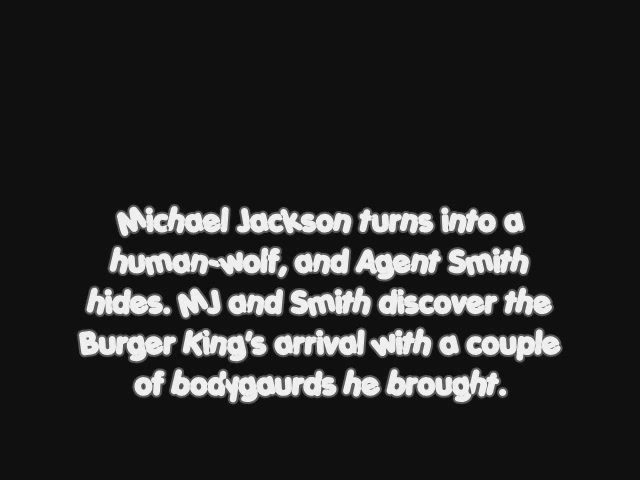 Michael Jackson turns into a
human-wolf, and Agent Smith
hides. MJ and Smith discover the
Burger King's arrival with a couple
of bodygaurds he brought.